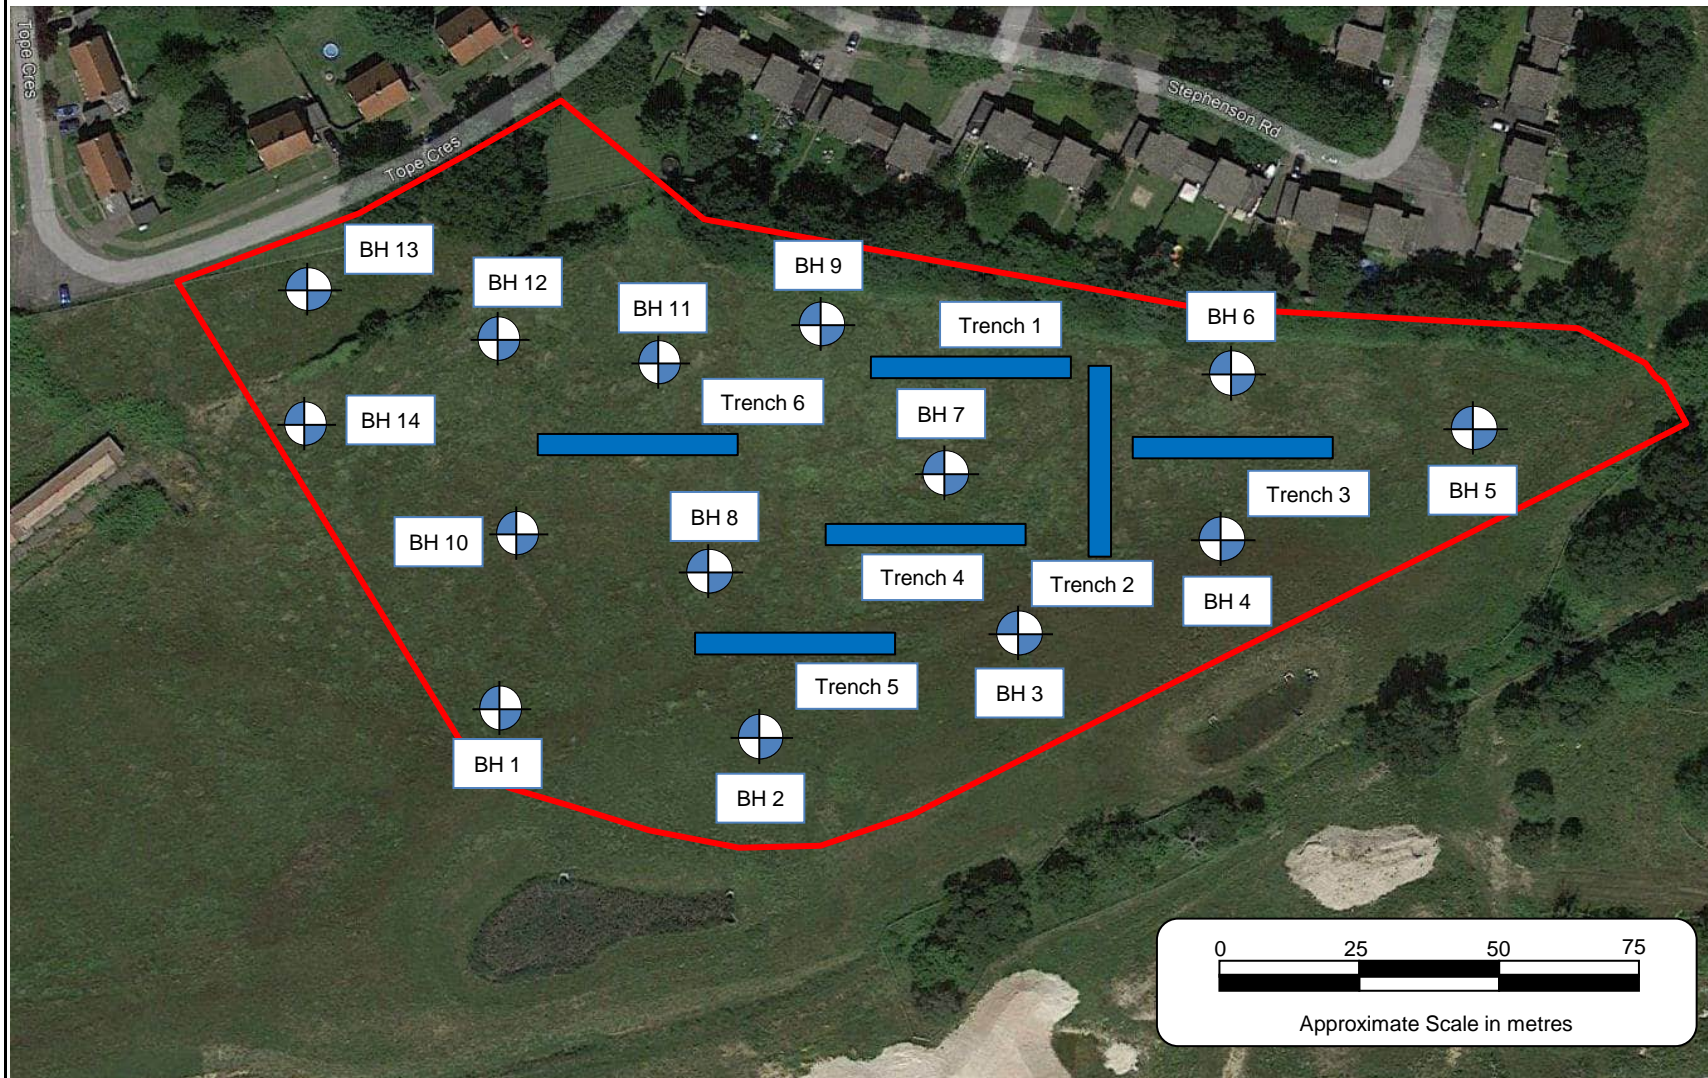 Tope Cres
Stephenson Rd
Tope Cres
BH 13
BH 9
BH 12
BH 11
BH 6
Trench 1
Trench 6
BH 7
BH 14
BH 5
Trench 3
BH 8
BH 10
Trench 4
Trench 2
BH 4
Trench 5
BH 3
BH 1
BH 2
0 25 50 75
Approximate Scale in metres